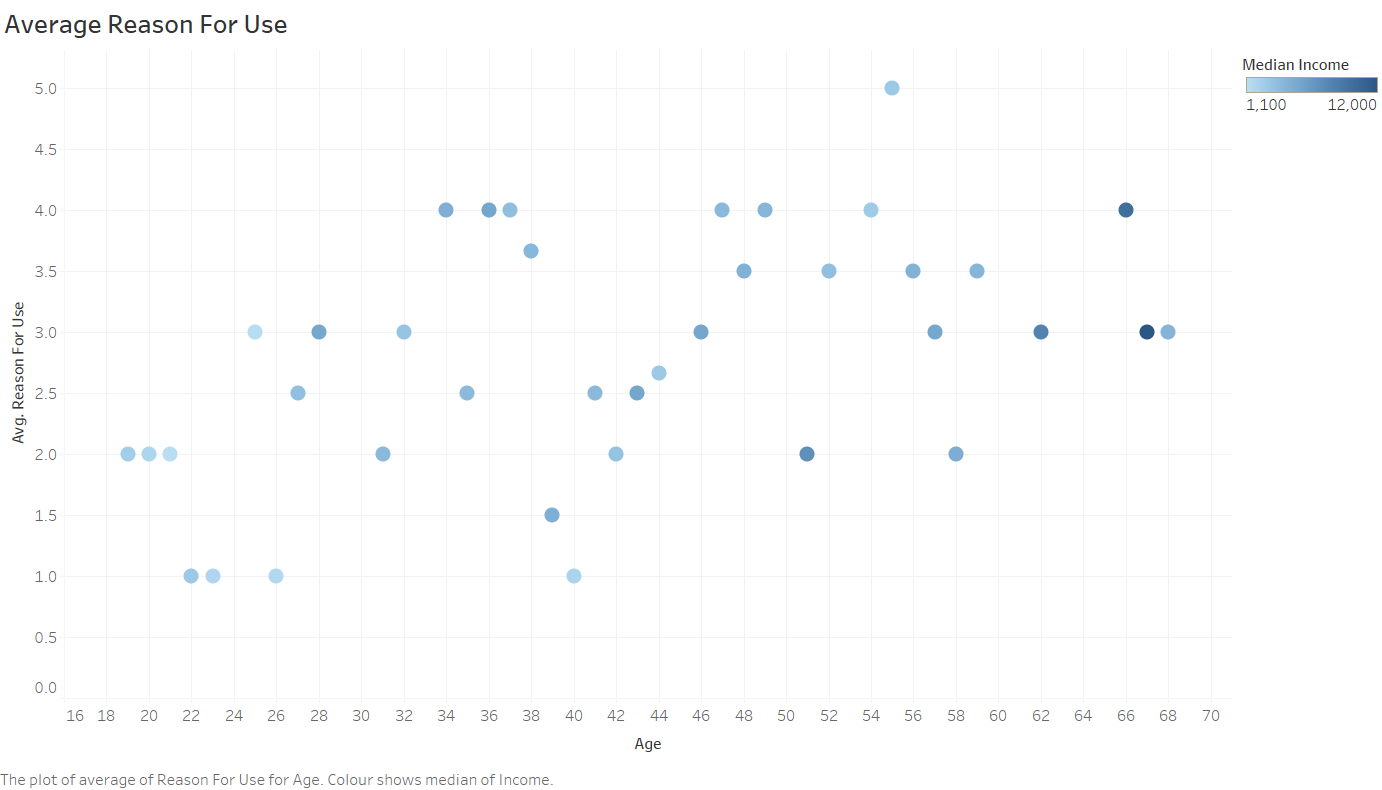 Average Reason For Use
Median Income
1,100 12,000
5.0
4.5
4.0
3.5
3.0
2.5
2.0
1.5
1.0
0.5
0.0
Avg. Reason For Use
16 18 20 22 24 26 28 30 32 34 36 38 40 42 44 46 48 50 52 54 56 58 60 62 64 66 68 70
Age
The plot of average of Reason For Use for Age. Colour shows median of Income.